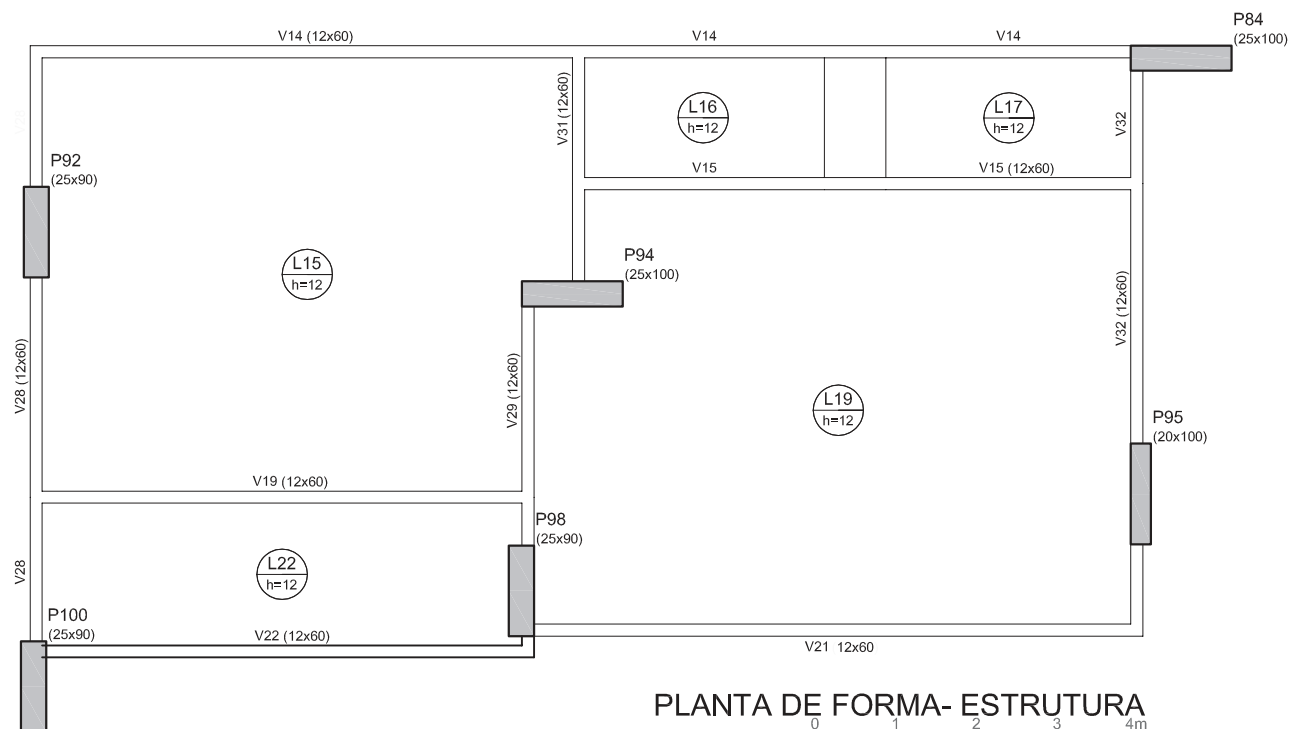 P84
(25x100)
V14 (12x60)
V14
V14
V28
P92
(25x90)
V31 (12x60)
L16
h=12
L17
h=12
V32
V15
V15 (12x60)
L15
h=12
P94
(25x100)
V28 (12x60)
V29 (12x60)
V32 (12x60)
L19
h=12
P95
(20x100)
V19 (12x60)
P98
(25x90)
V28
L22
h=12
P100
(25x90)
V22 (12x60)
V21 12x60
PLANTA DE FORMA- ESTRUTURA
0 1 2 3 4m